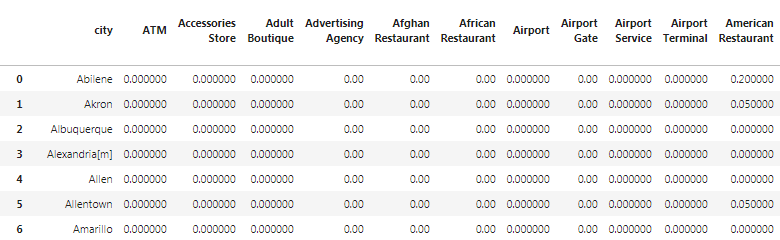 city ATM Accessories Store Adult Boutique Advertising Agency Afghan Restaurant African Restaurant Airport Airport Gate Airport Service Airport Terminal American Restaurant
0 Abilene 0.000000 0.000000 0.000000 0.00 0.00 0.00 0.000000 0.00 0.000000 0.000000 0.200000
1 Akron 0.000000 0.000000 0.000000 0.00 0.00 0.00 0.000000 0.00 0.000000 0.000000 0.050000
2 Albuquerque 0.000000 0.000000 0.000000 0.00 0.00 0.00 0.000000 0.00 0.000000 0.000000 0.000000
3 Alexandria[m] 0.000000 0.000000 0.000000 0.00 0.00 0.00 0.000000 0.00 0.000000 0.000000 0.000000
4 Allen 0.000000 0.000000 0.000000 0.00 0.00 0.00 0.000000 0.00 0.000000 0.000000 0.000000
5 Allentown 0.000000 0.000000 0.000000 0.00 0.00 0.00 0.000000 0.00 0.000000 0.000000 0.050000
6 Amarillo 0.000000 0.000000 0.000000 0.00 0.00 0.00 0.000000 0.00 0.000000 0.000000 0.000000